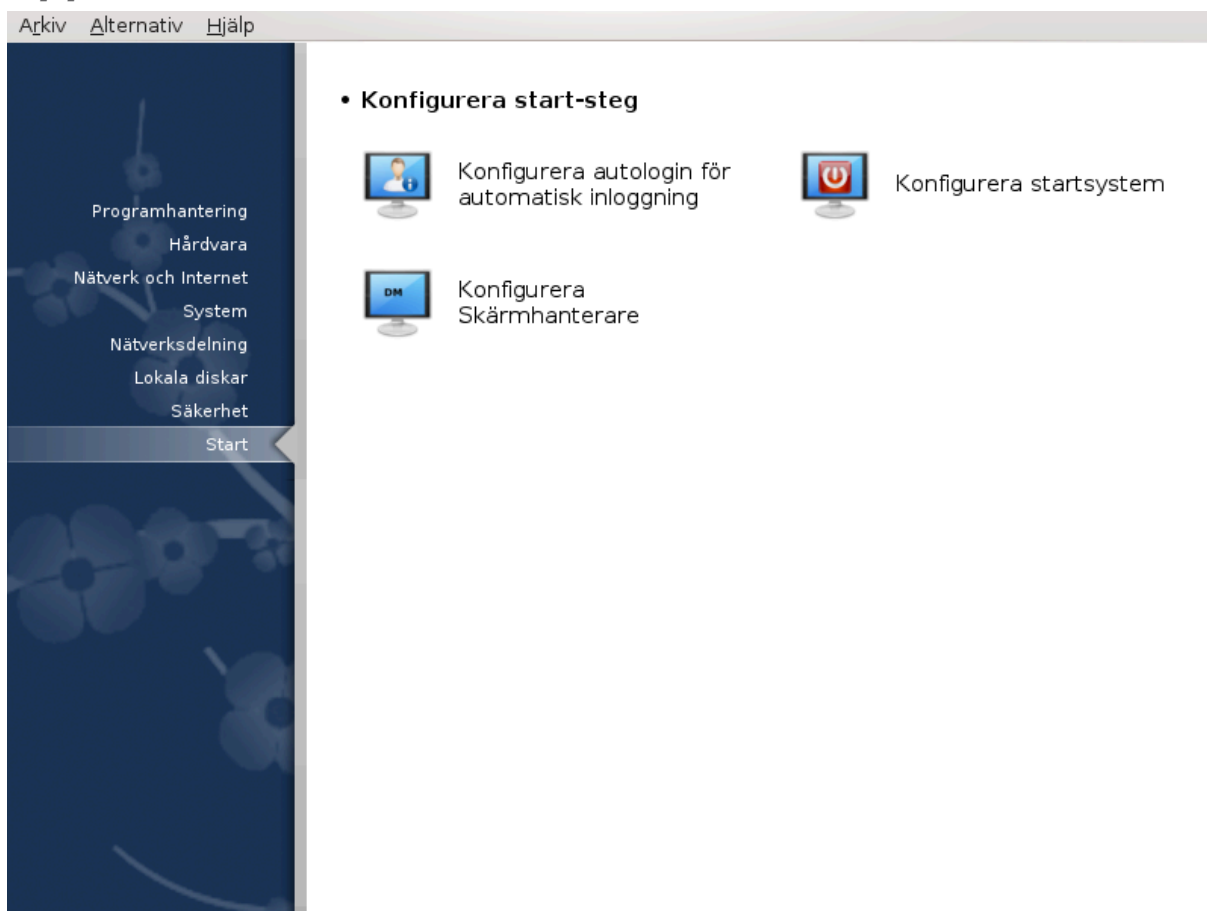 Arkiv Alternativ Hjälp
Programhantering
Hårdvara
Nätverk och Internet
System
Nätverksdelning
Lokala diskar
Säkerhet
Start
• Konfigurera start-steg
Konfigurera autologin för
automatisk inloggning
Konfigurera startsystem
DM
Konfigurera
Skärmhanterare